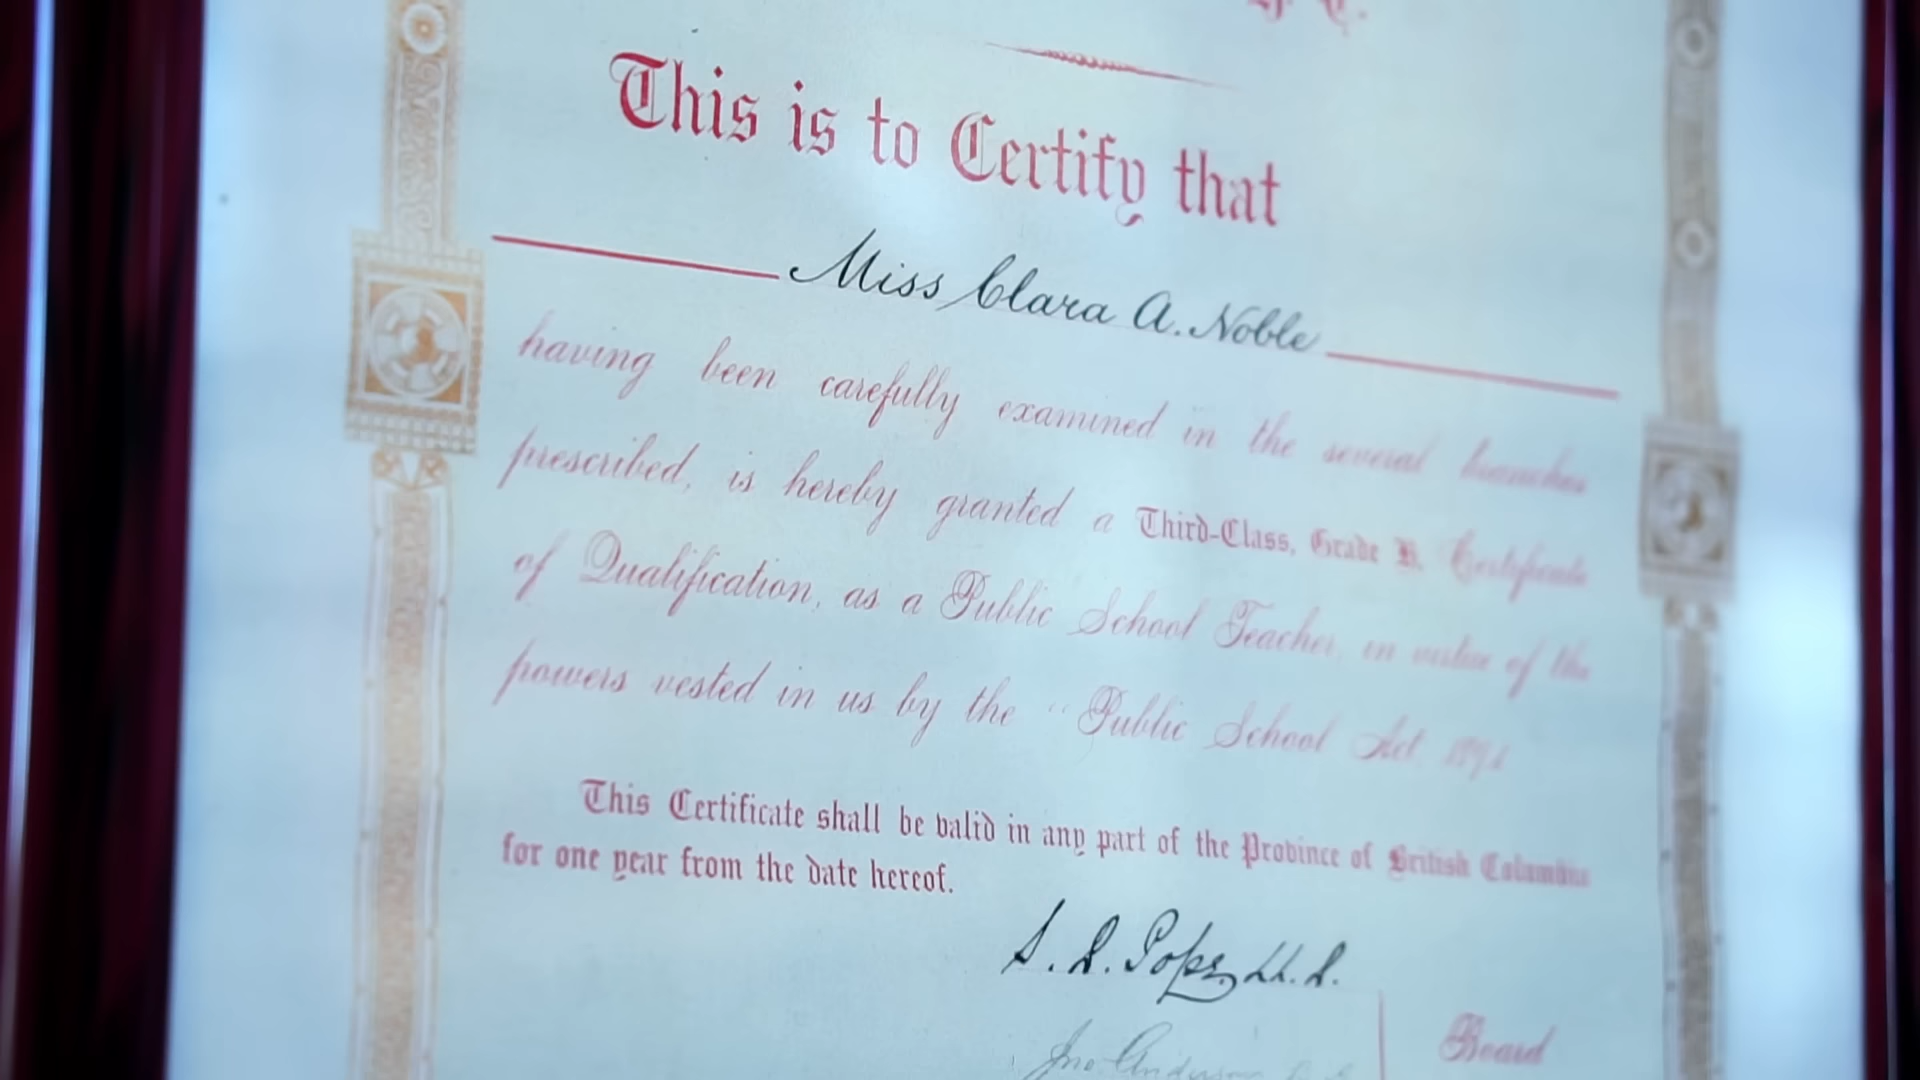 This is to Certify that
Miss Clara A. Noble
having been carefully examined in the several branches
prescribed, is hereby granted a Third-Class, Grade B, Certificate
of Qualification, as a Public School Teacher, in virtue of the
powers vested in us by the "Public School Act,
This Certificate shall be valid in any part of the Province of British Columbia
for one year from the date hereof.
S. D. Pope, LL.D.
Jno Anderson
Board